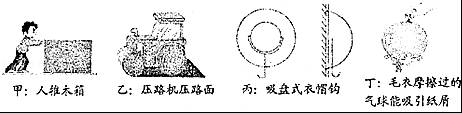 甲：人推木箱
乙：压路机压路面
丙：吸盘式衣帽钩
丁：毛衣摩擦过的
气球能吸引纸屑